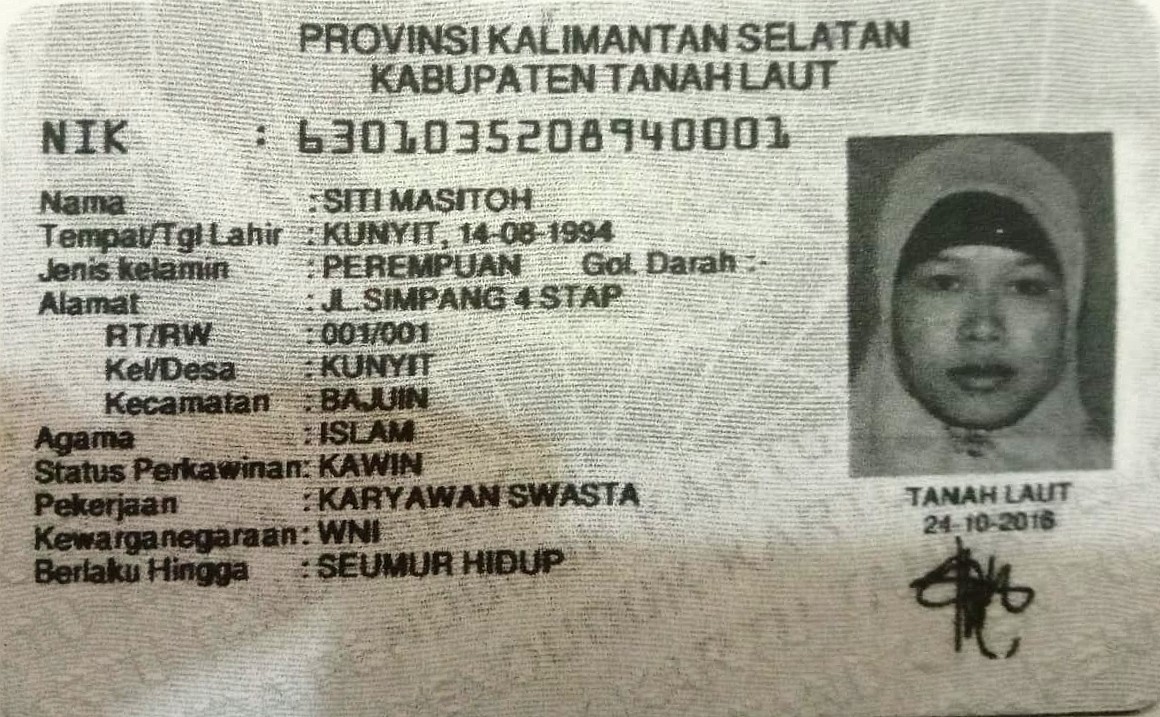 PROVINSI KALIMANTAN SELATAN
KABUPATEN TANAH LAUT
NIK : 6301035208940001
Nama : SITI MASITOH
Tempat/Tgl Lahir : KUNYIT, 14-08-1994
Jenis kelamin : PEREMPUAN Gol. Darah : -
Alamat : JL.SIMPANG 4 STAP
RT/RW : 001/001
Kel/Desa : KUNYIT
Kecamatan : BAJUIN
Agama : ISLAM
Status Perkawinan: KAWIN
Pekerjaan : KARYAWAN SWASTA
Kewarganegaraan: WNI
Berlaku Hingga : SEUMUR HIDUP
TANAH LAUT
24-10-2016